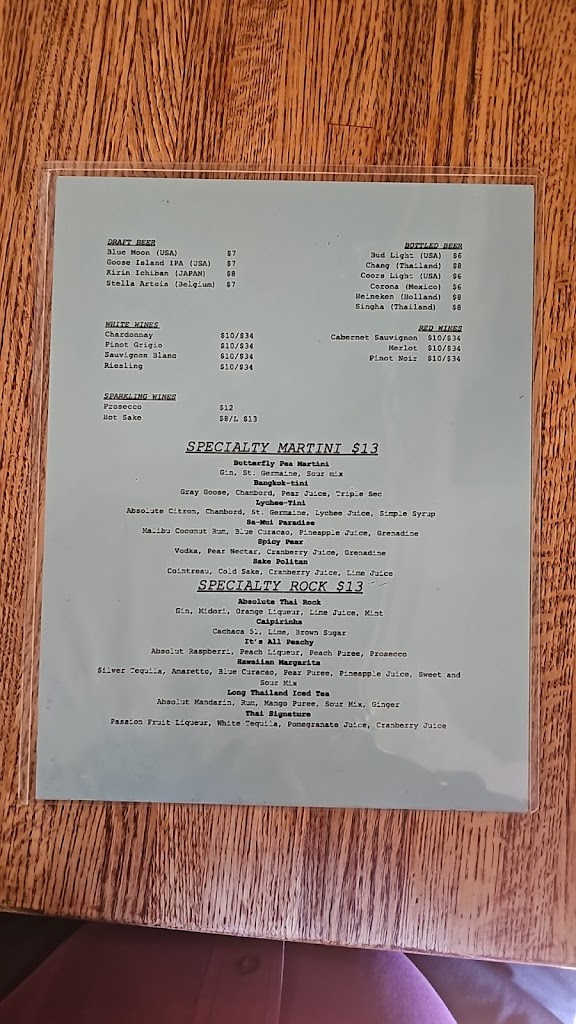 DRAFT BEER
Blue Moon (USA) $7
Goose Island IPA (USA) $7
Kirin Ichiban (JAPAN) $8
Stella Artois (Belgium) $7
BOTTLED BEER
Bud Light (USA) $6
Chang (Thailand) $8
Coors Light (USA) $6
Corona (Mexico) $6
Heineken (Holland) $8
Singha (Thailand) $8
WHITE WINES
Chardonnay $10/$34
Pinot Grigio $10/$34
Sauvignon Blanc $10/$34
Riesling $10/$34
RED WINES
Cabernet Sauvignon $10/$34
Merlot $10/$34
Pinot Noir $10/$34
SPARKLING WINES
Prosecco $12
Hot Sake $8/L $13
SPECIALTY MARTINI $13
Butterfly Pea Martini
Gin, St. Germaine, Sour mix
Bangkok-tini
Gray Goose, Chambord, Pear Juice, Triple Sec
Lychee-Tini
Absolute Citron, Chambord, St. Germaine, Lychee Juice, Simple Syrup
Sa-Mui Paradise
Malibu Coconut Rum, Blue Curacao, Pineapple Juice, Grenadine
Spicy Pear
Vodka, Pear Nectar, Cranberry Juice, Grenadine
Sake Politan
Cointreau, Cold Sake, Cranberry Juice, Lime Juice
SPECIALTY ROCK $13
Absolute Thai Rock
Gin, Midori, Orange Liqueur, Lime Juice, Mint
Caipirinha
Cachaca 51, Lime, Brown Sugar
It's All Peachy
Absolut Raspberri, Peach Liqueur, Peach Puree, Prosecco
Hawaiian Margarita
Silver Tequila, Amaretto, Blue Curacao, Pear Puree, Pineapple Juice, Sweet and
Sour Mix
Long Thailand Iced Tea
Absolut Mandarin, Rum, Mango Puree, Sour Mix, Ginger
Thai Signature
Passion Fruit Liqueur, White Tequila, Pomegranate Juice, Cranberry Juice